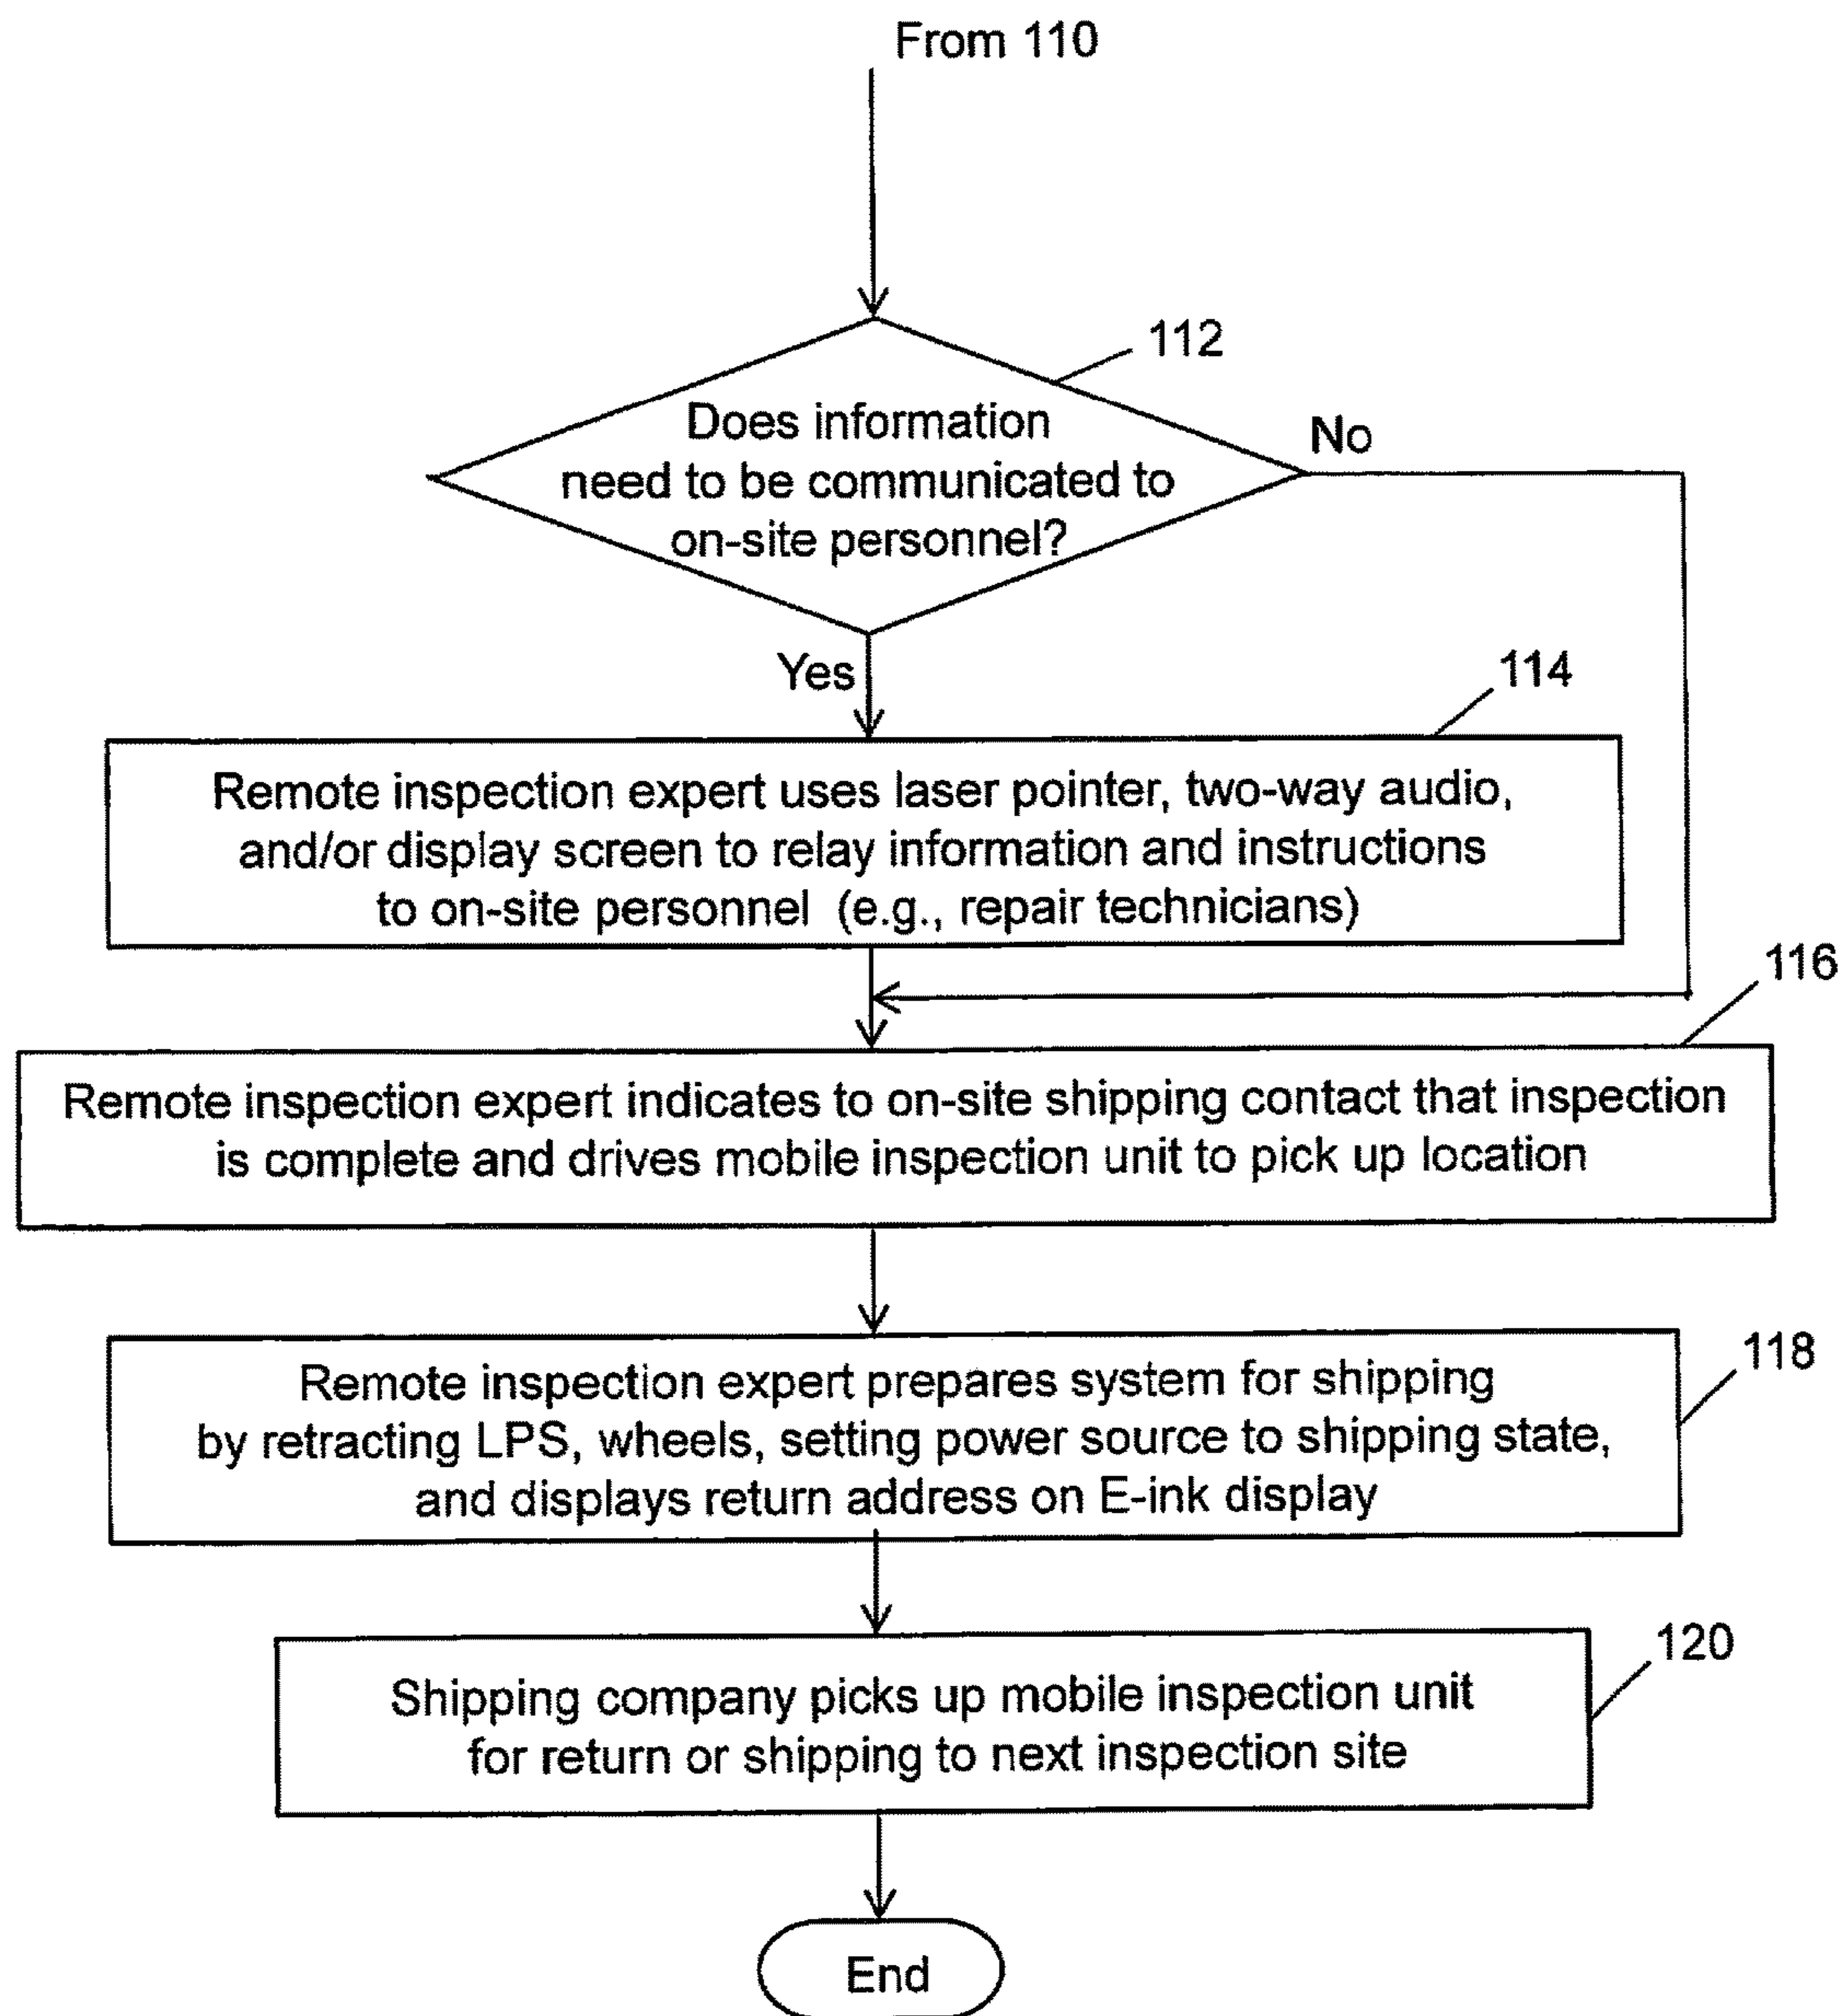 From 110
112
Does information
need to be communicated to
on-site personnel?
No
Yes
114
Remote inspection expert uses laser pointer, two-way audio,
and/or display screen to relay information and instructions
to on-site personnel (e.g., repair technicians)
116
Remote inspection expert indicates to on-site shipping contact that inspection
is complete and drives mobile inspection unit to pick up location
118
Remote inspection expert prepares system for shipping
by retracting LPS, wheels, setting power source to shipping state,
and displays return address on E-ink display
120
Shipping company picks up mobile inspection unit
for return or shipping to next inspection site
End